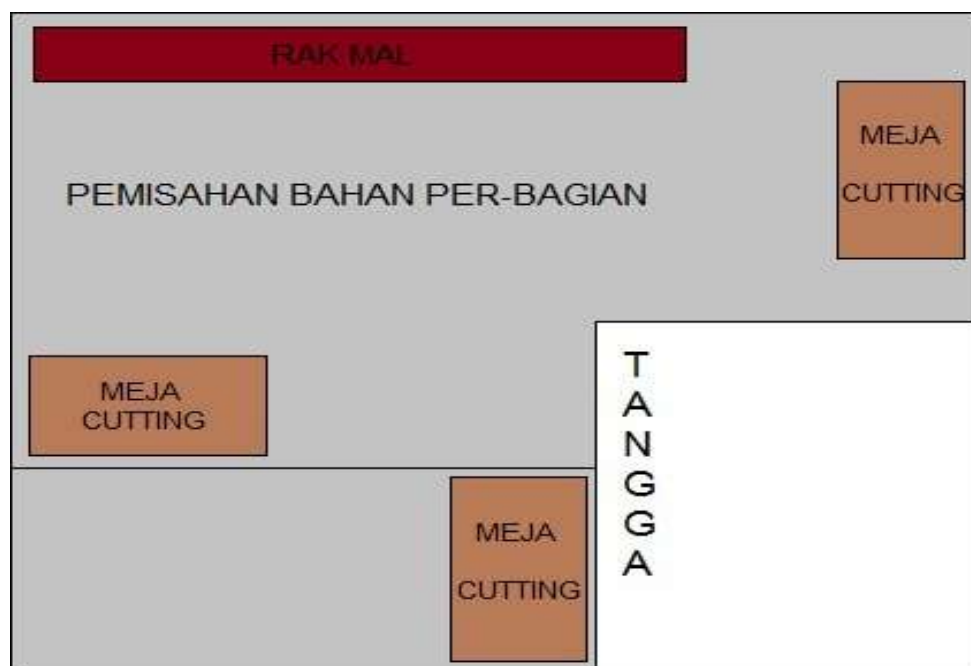 RAK MAL
MEJA
CUTTING
PEMISAHAN BAHAN PER-BAGIAN
MEJA
CUTTING
T
A
N
G
G
A
MEJA
CUTTING